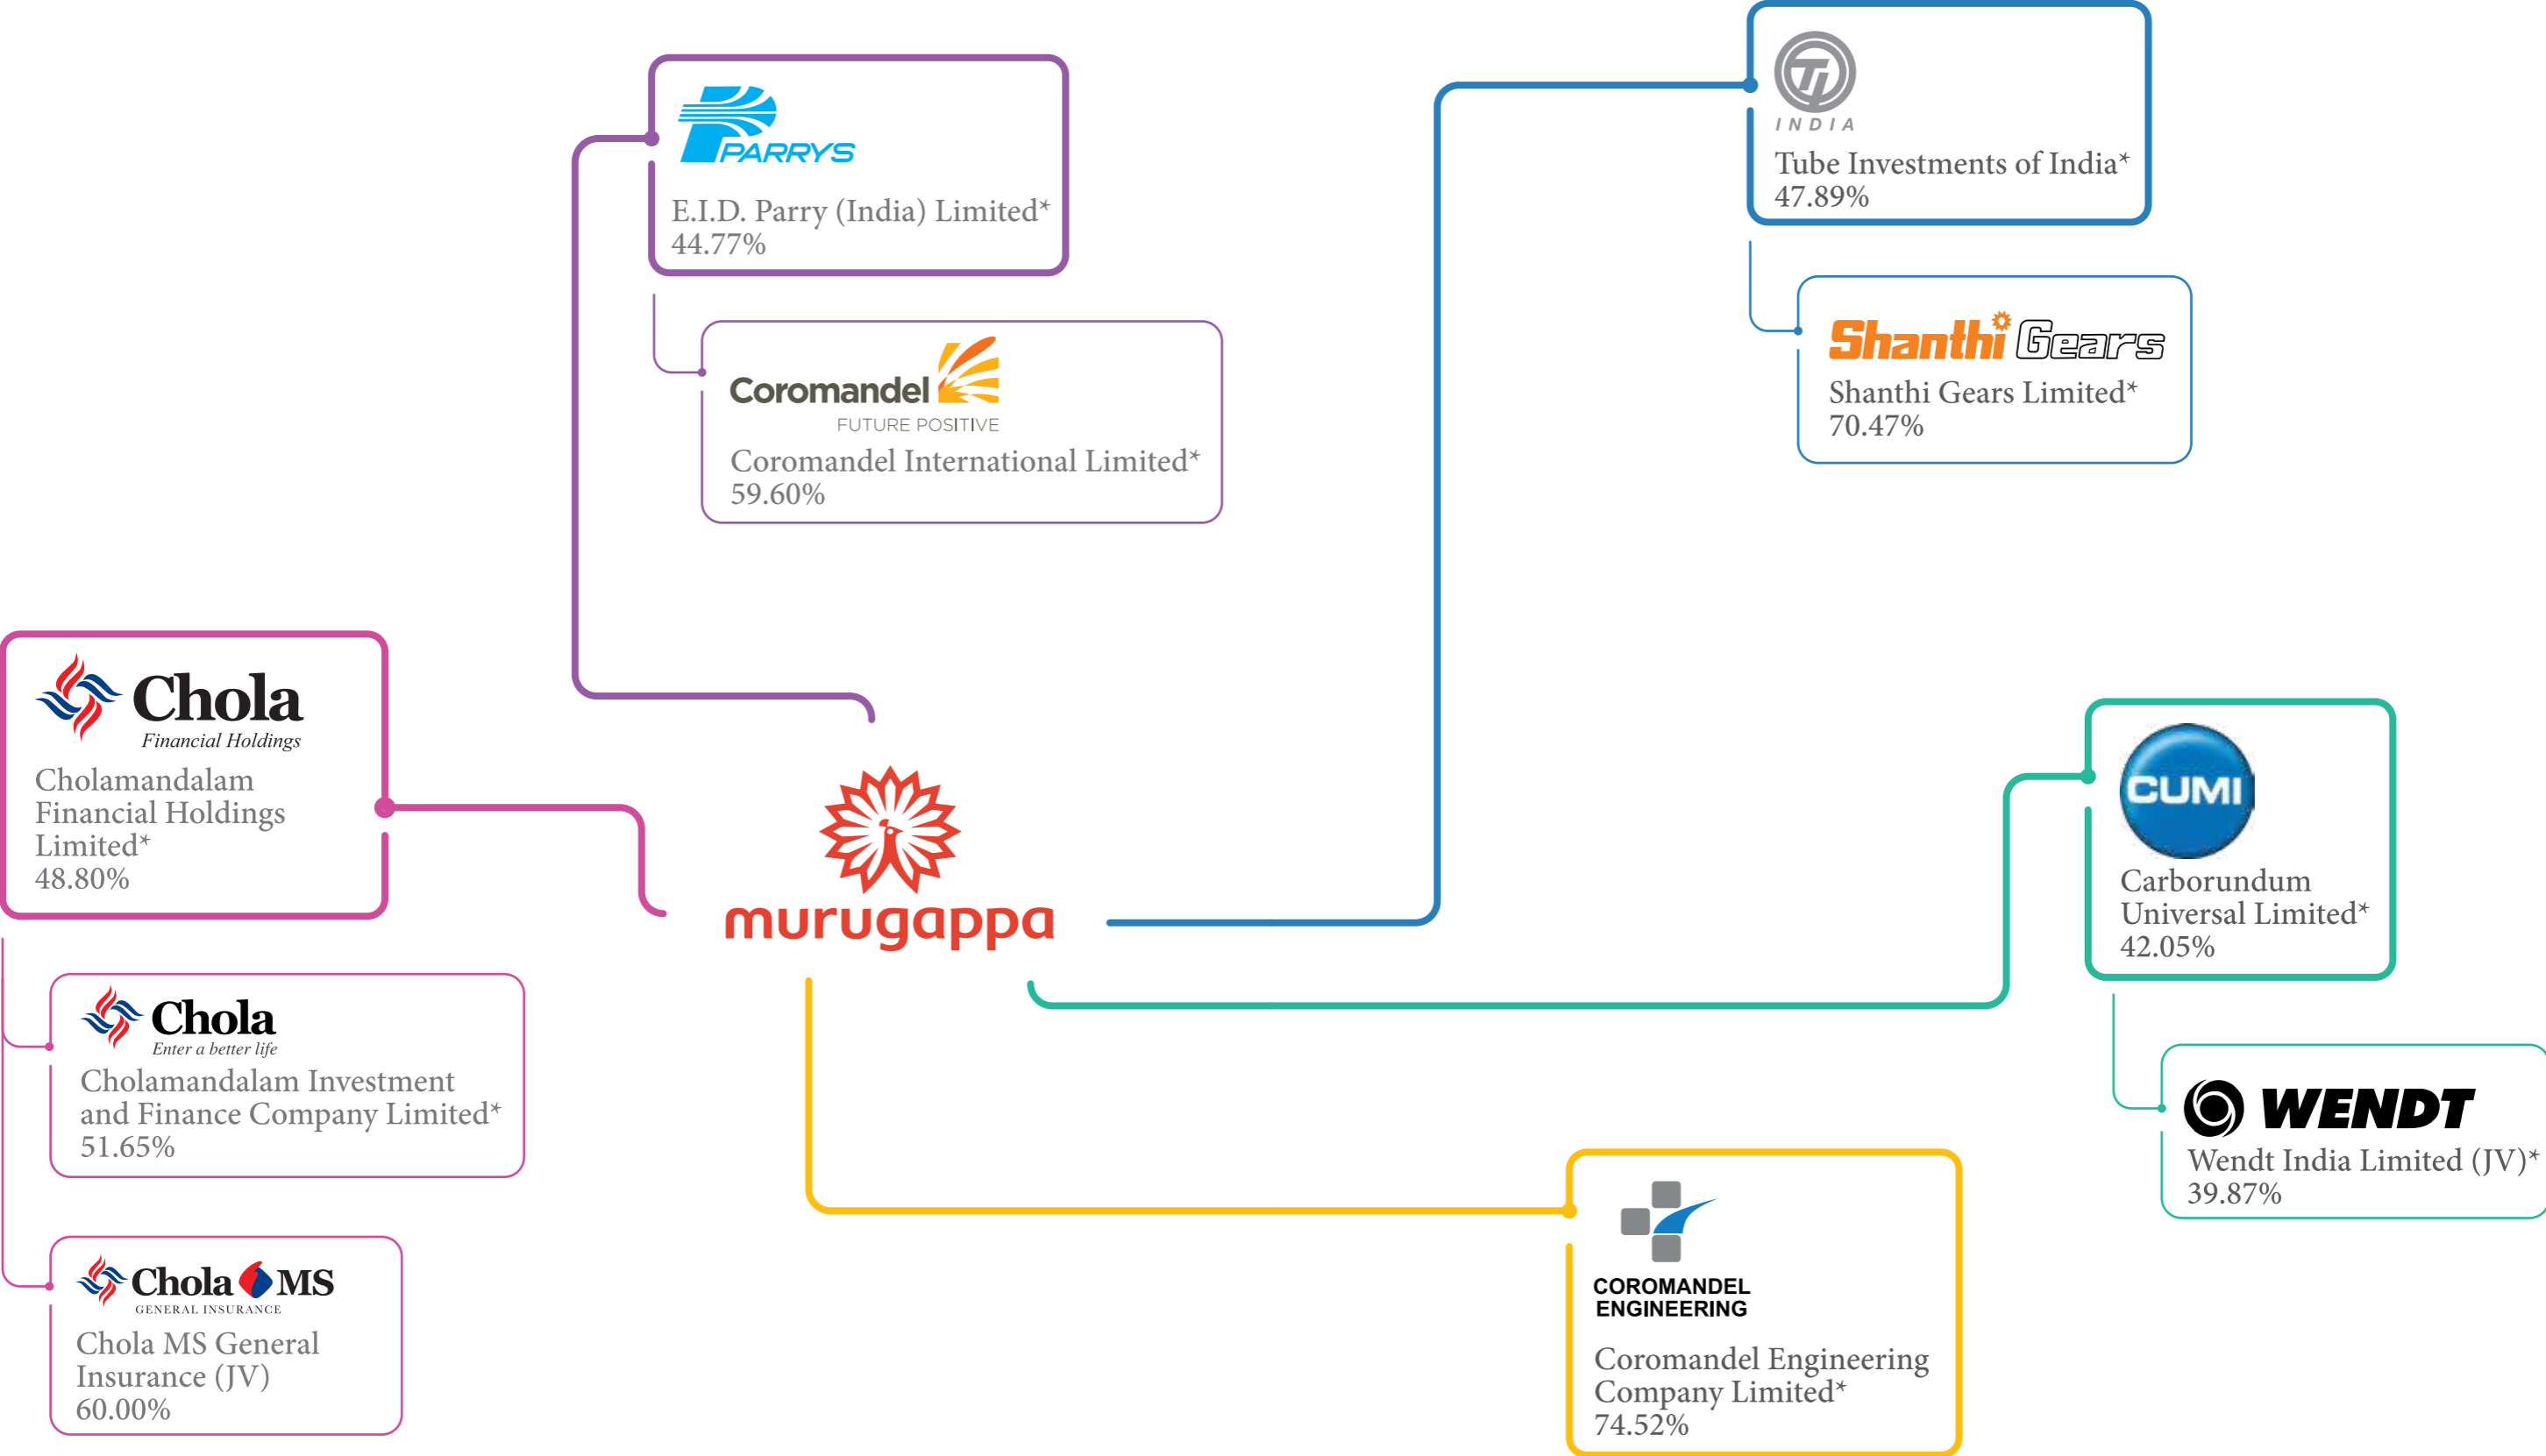 PARRYS
E.I.D. Parry (India) Limited*
44.77%
Coromandel
FUTURE POSITIVE
Coromandel International Limited*
59.60%
TI
INDIA
Tube Investments of India*
47.89%
Shanthi Gears
Shanthi Gears Limited*
70.47%
Chola
Financial Holdings
Cholamandalam
Financial Holdings
Limited*
48.80%
Chola
Enter a better life
Cholamandalam Investment
and Finance Company Limited*
51.65%
Chola MS
GENERAL INSURANCE
Chola MS General
Insurance (JV)
60.00%
murugappa
CUMI
Carborundum
Universal Limited*
42.05%
WENDT
Wendt India Limited (JV)*
39.87%
COROMANDEL
ENGINEERING
Coromandel Engineering
Company Limited*
74.52%